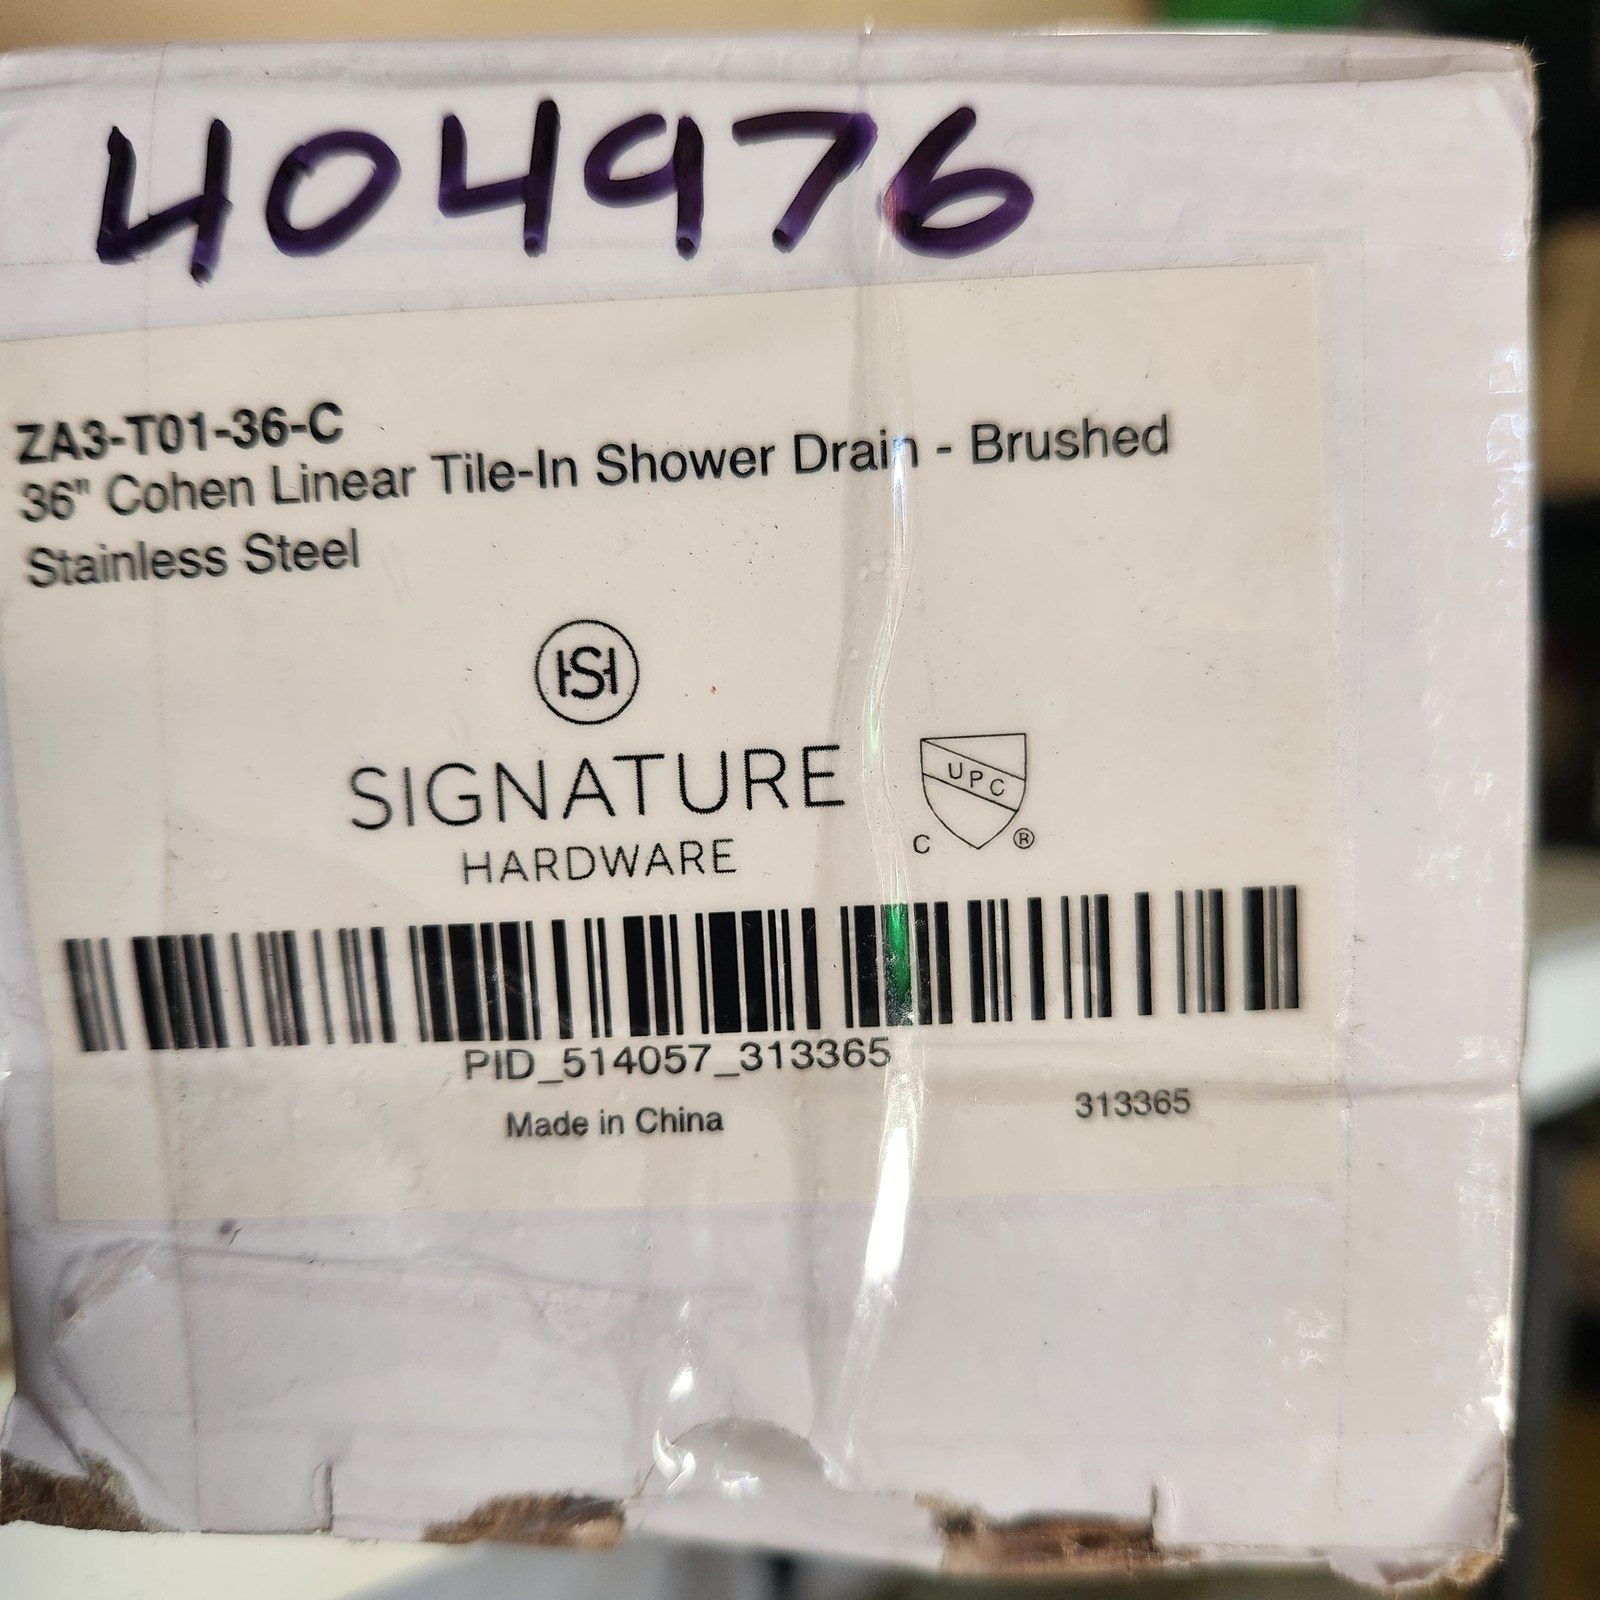 404976
ZA3-T01-36-C
36" Cohen Linear Tile-In Shower Drain - Brushed
Stainless Steel
HS
SIGNATURE
HARDWARE
UPC
C ®
PID_514057_313365
Made in China
313365